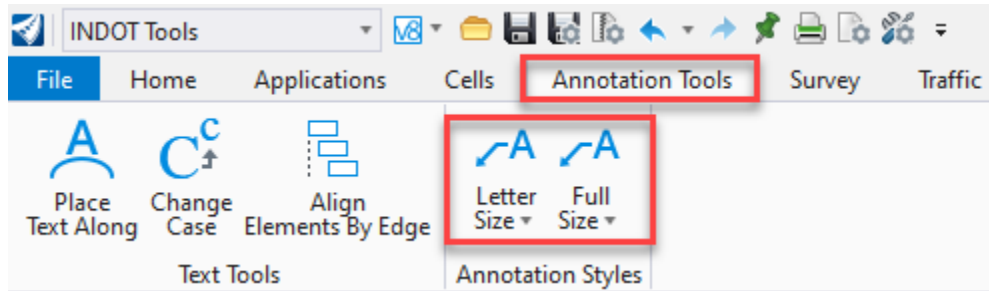 INDOT Tools
V8
File Home Applications Cells Annotation Tools Survey Traffic
A C C A A
Place Change Align Letter Full
Text Along Case Elements By Edge Size Size
Text Tools Annotation Styles